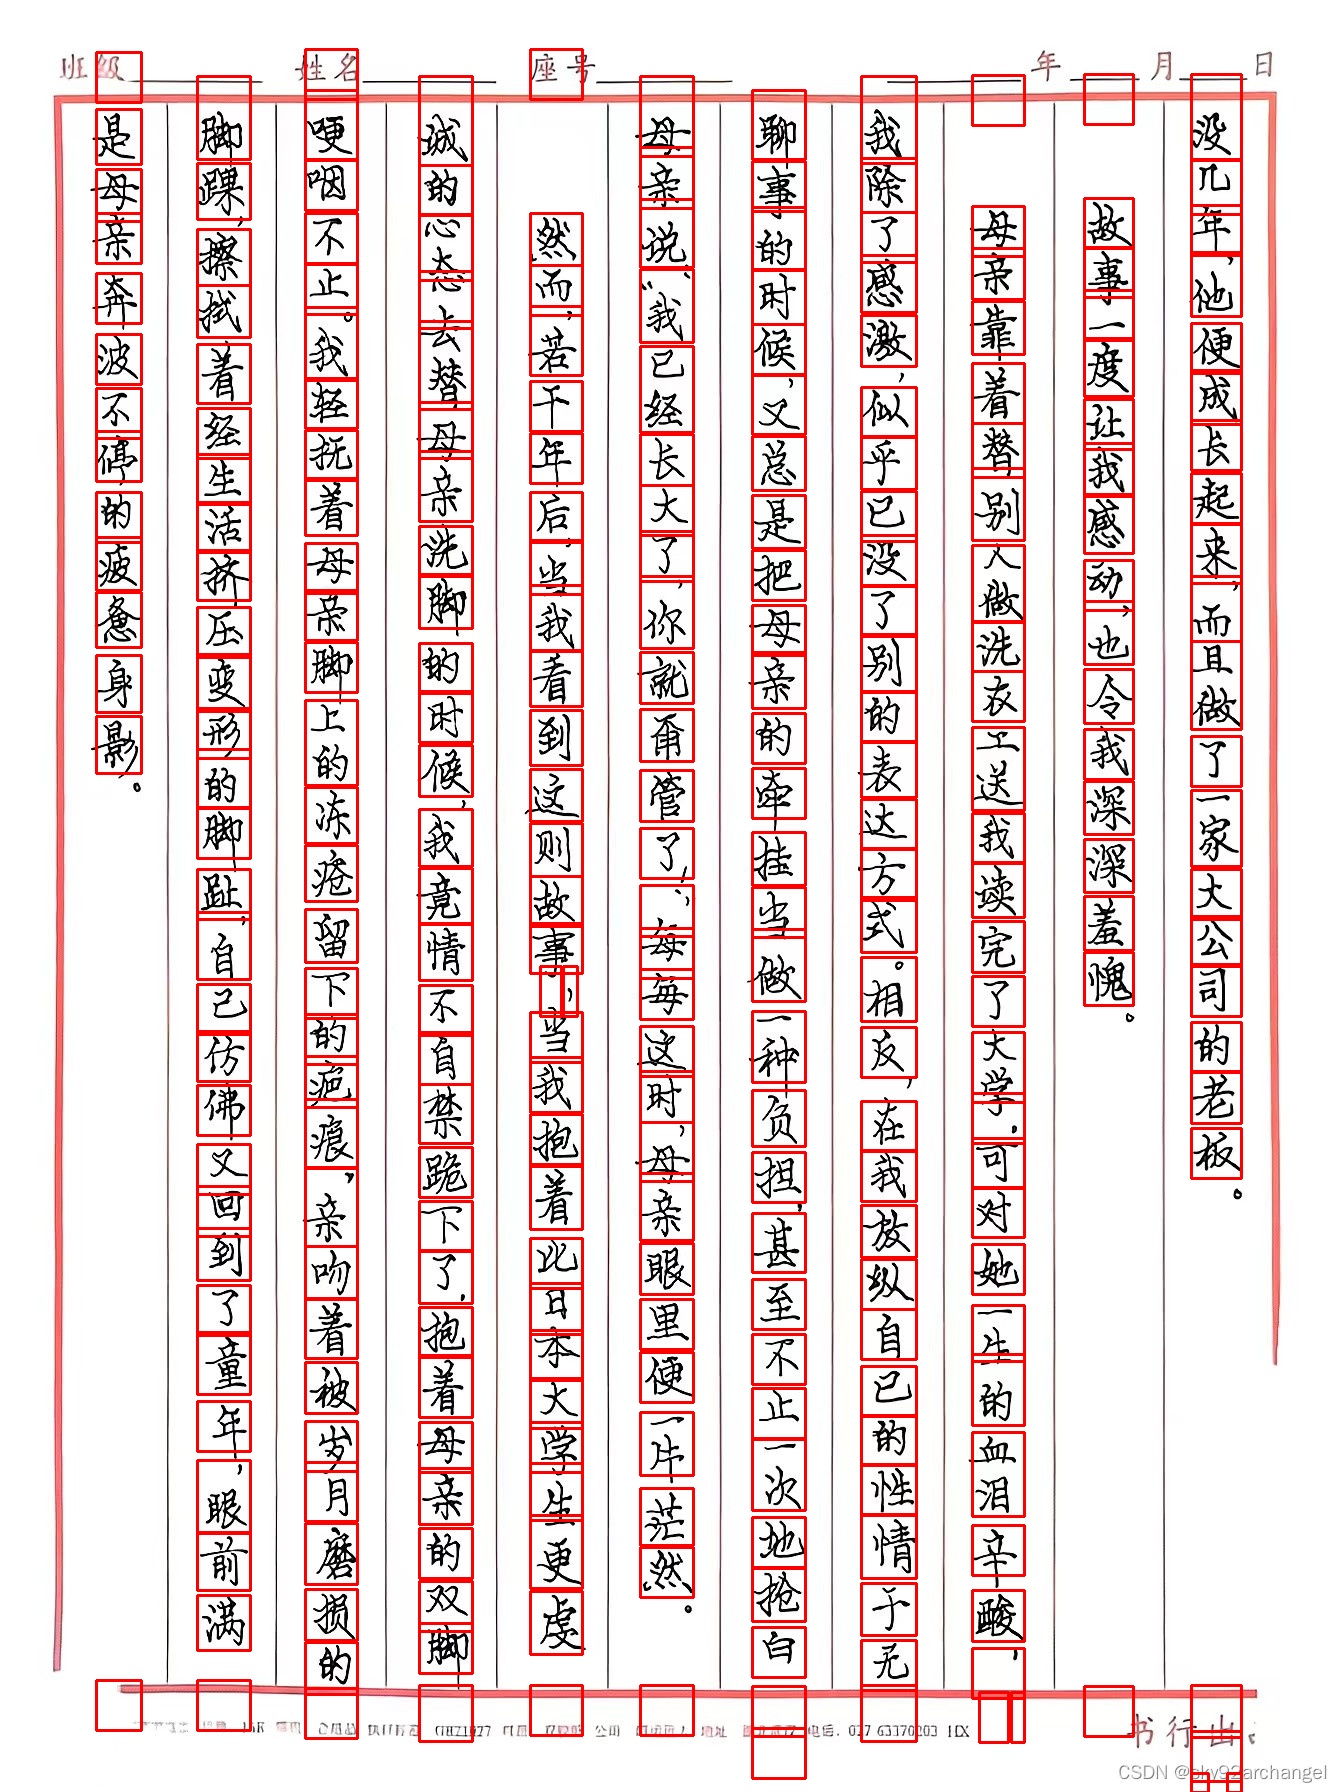 班级 姓名 座号 年 月 日
没几年,他便成长起来,而且做了一家大公司的老板。
故事一度让我感动,也令我深深羞愧。
母亲靠着替别人做洗衣工送我读完了大学,可对她一生的血泪辛酸,
我除了感激,似乎已没了别的表达方式。相反,在我放纵自己的性情于无
聊事的时候,又总是把母亲的牵挂当做一种负担,甚至不止一次地抢白
母亲说:“我已经长大了,你就甭管了!”每每这时,母亲眼里便一片茫然。
然而,若干年后,当我看到这则故事,当我抱着比日本大学生更虔
诚的心态去替母亲洗脚的时候,我竟情不自禁跪下了,抱着母亲的双脚
哽咽不止。我轻抚着母亲脚上的冻疮留下的疤痕,亲吻着被岁月磨损的
脚踝,擦拭着经生活挤压变形的脚趾,自己仿佛又回到了童年,眼前满
是母亲奔波不停的疲惫身影。
公司 地址 电话: 027 63370203
书行出
CSDN @sky92archangel